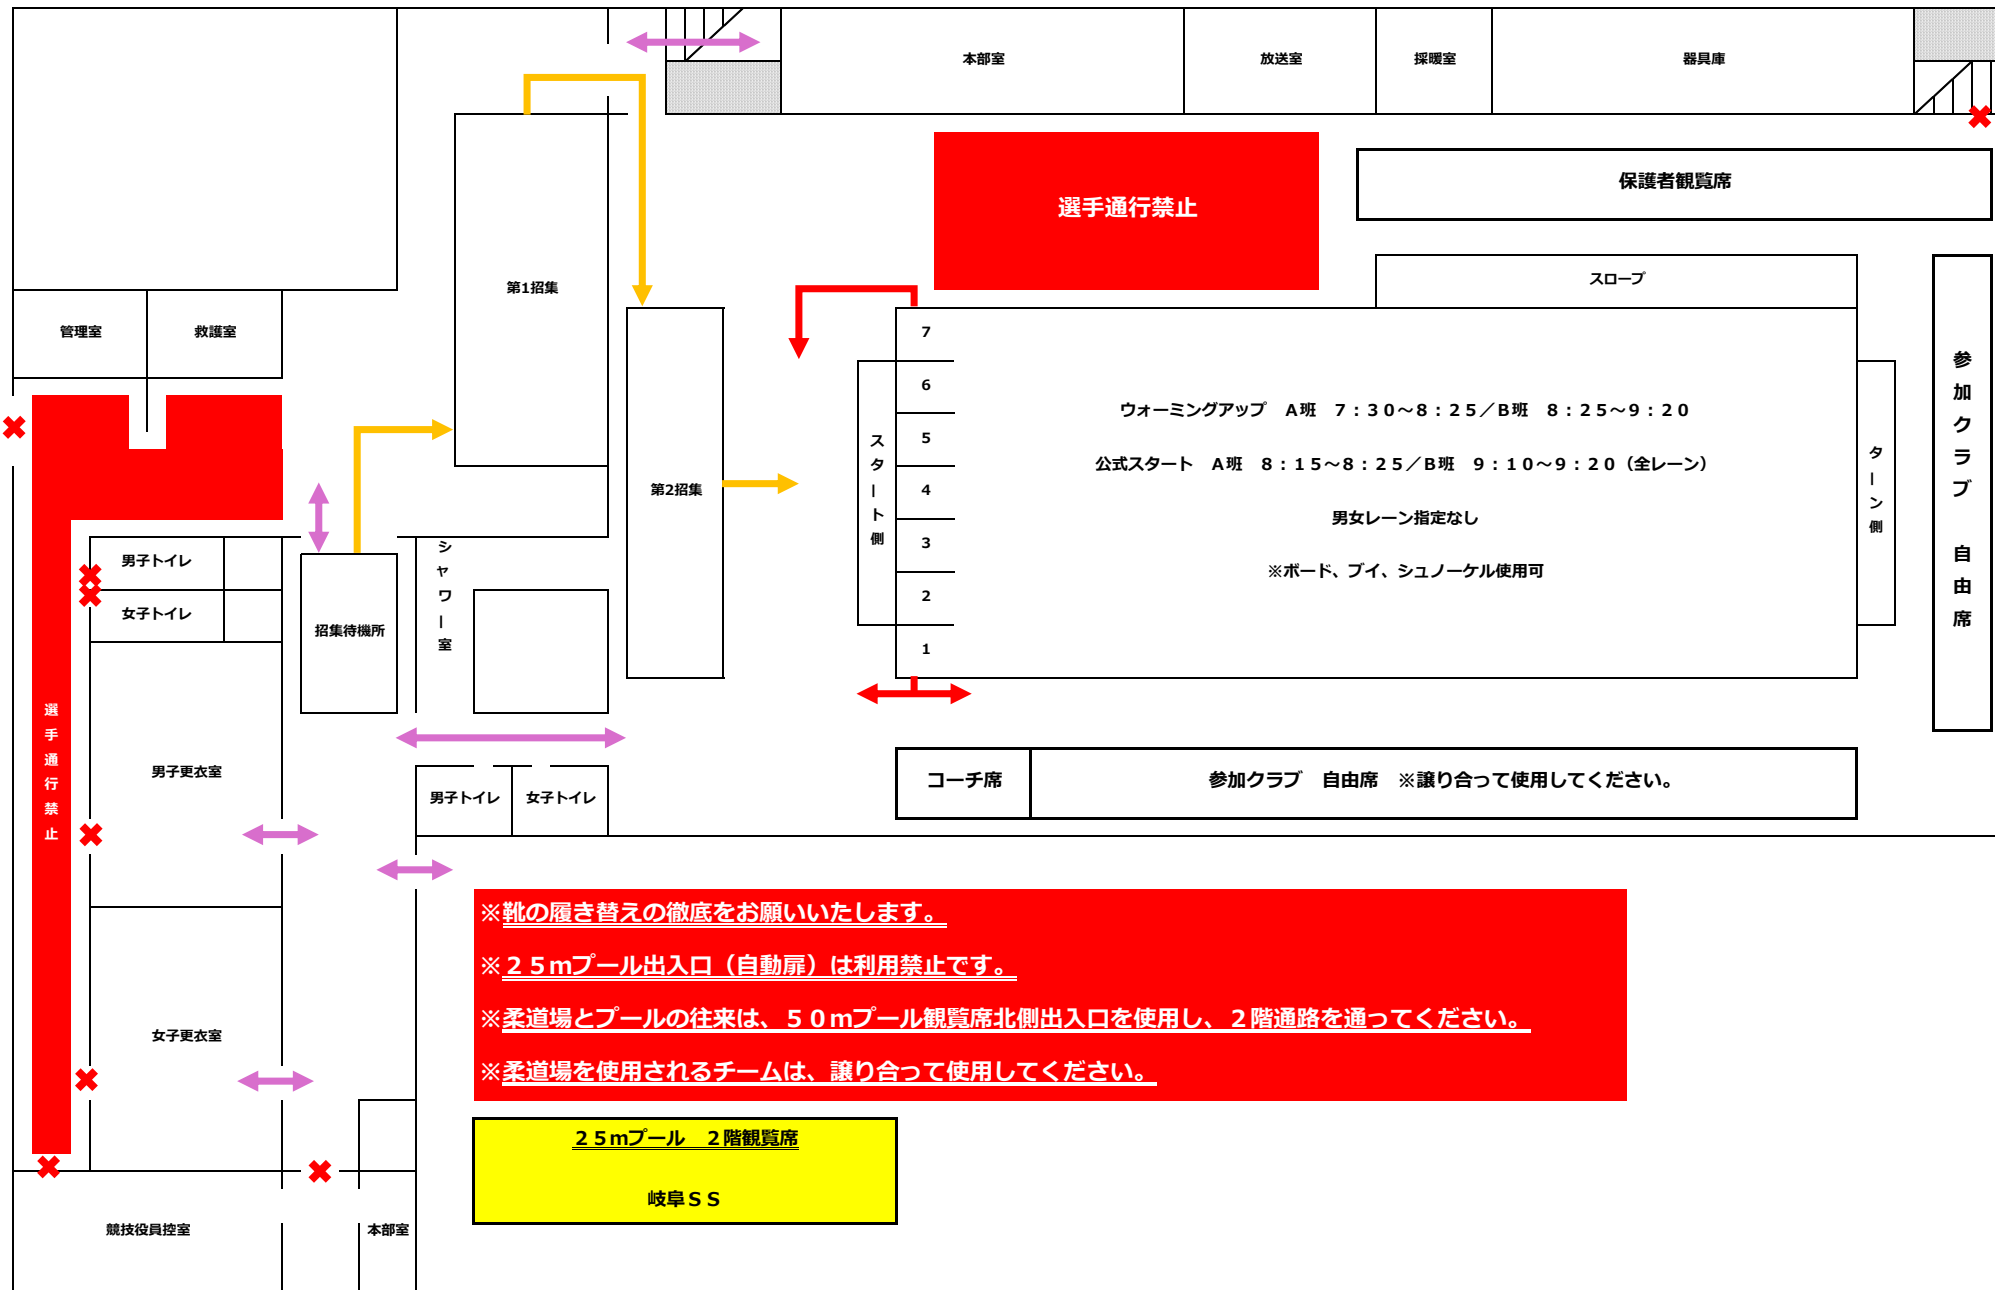 本部室
放送室
採暖室
器具庫
選手通行禁止
保護者観覧席
第1招集
スロープ
管理室
救護室
7
6
5
4
3
2
1
スタート側
ウォーミングアップ　A班　７：３０～８：２５／B班　８：２５～９：２０
公式スタート　A班　８：１５～８：２５／B班　９：１０～９：２０（全レーン）
男女レーン指定なし
※ボード、ブイ、シュノーケル使用可
ターン側
参加クラブ　自由席
第2招集
男子トイレ
女子トイレ
招集待機所
シャワー室
選手通行禁止
男子更衣室
男子トイレ
女子トイレ
コーチ席
参加クラブ　自由席　※譲り合って使用してください。
※靴の履き替えの徹底をお願いいたします。
※２５mプール出入口（自動扉）は利用禁止です。
※柔道場とプールの往来は、５０mプール観覧席北側出入口を使用し、２階通路を通ってください。
※柔道場を使用されるチームは、譲り合って使用してください。
女子更衣室
２５mプール　２階観覧席
岐阜ＳＳ
競技役員控室
本部室